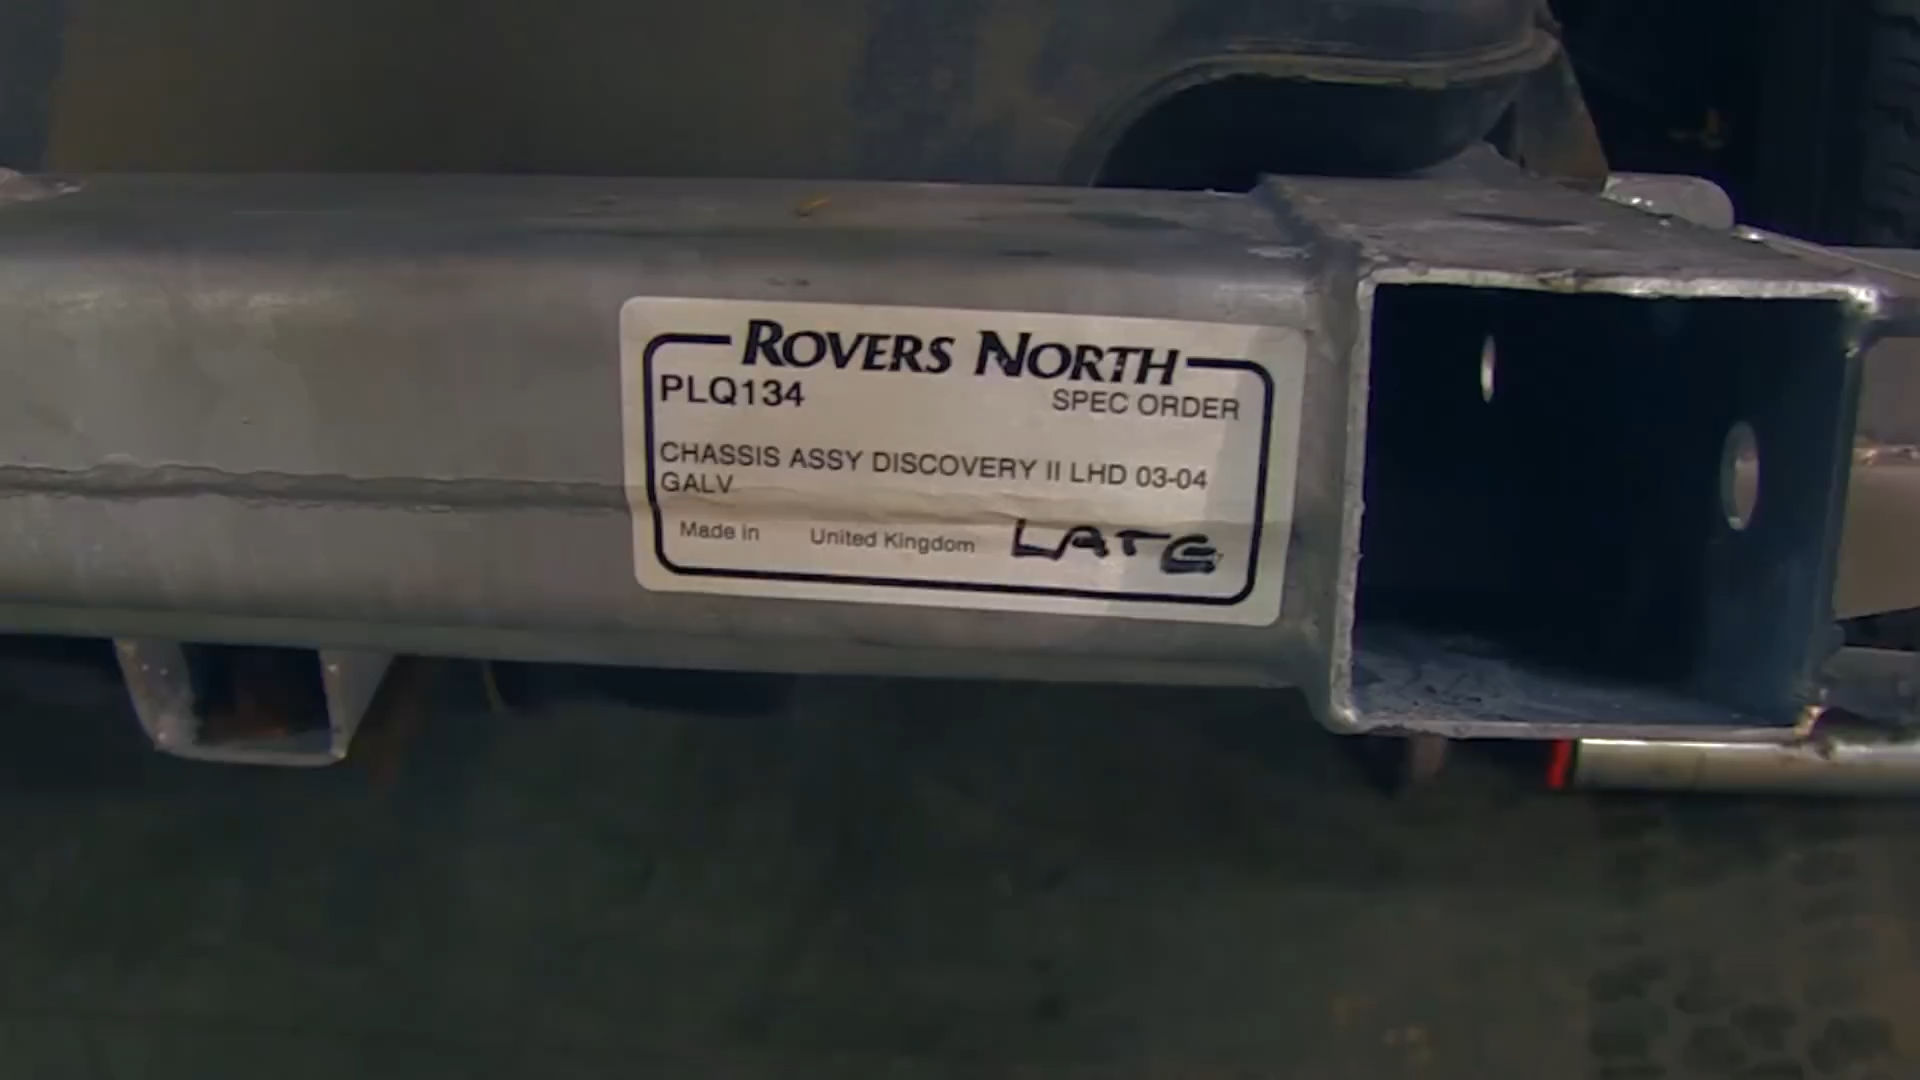 ROVERS NORTH
PLQ134 SPEC ORDER
CHASSIS ASSY DISCOVERY II LHD 03-04
GALV
Made in United Kingdom LATE